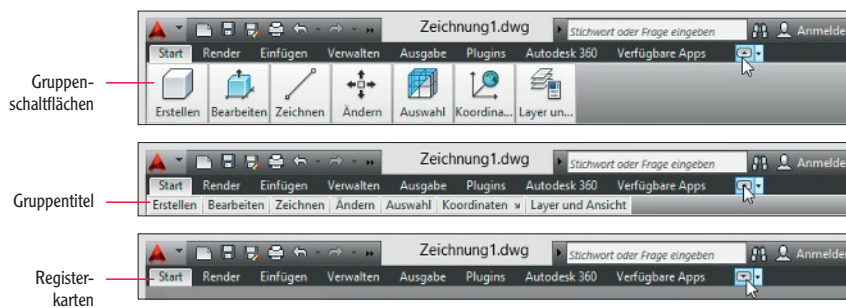 Zeichnung1.dwg Stichwort oder Frage eingeben Anmelde
Start Render Einfügen Verwalten Ausgabe Plugins Autodesk 360 Verfügbare Apps
Gruppen-
schaltflächen
Erstellen Bearbeiten Zeichnen Ändern Auswahl Koordina... Layer un...
Zeichnung1.dwg Stichwort oder Frage eingeben Anmelde
Start Render Einfügen Verwalten Ausgabe Plugins Autodesk 360 Verfügbare Apps
Gruppentitel
Erstellen Bearbeiten Zeichnen Ändern Auswahl Koordinaten Layer und Ansicht
Zeichnung1.dwg Stichwort oder Frage eingeben Anmelde
Register-
karten
Start Render Einfügen Verwalten Ausgabe Plugins Autodesk 360 Verfügbare Apps